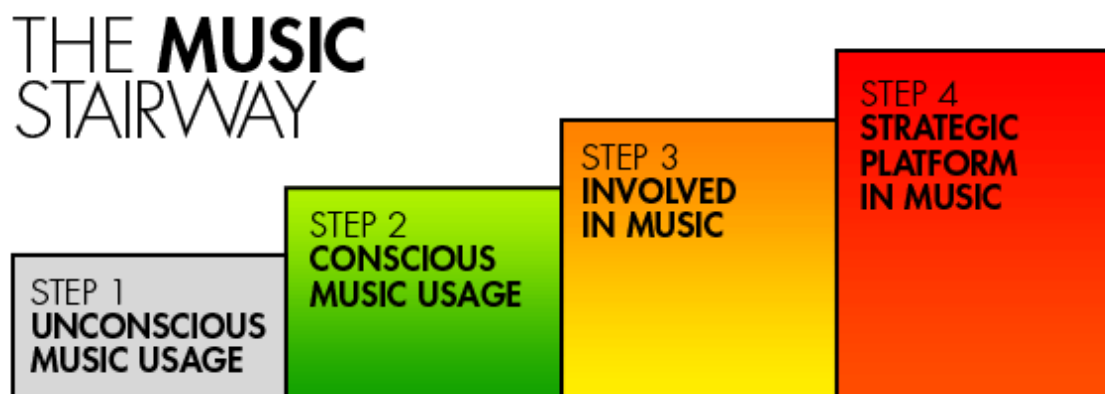 THE MUSIC
STAIRWAY
STEP 1
UNCONSCIOUS
MUSIC USAGE
STEP 2
CONSCIOUS
MUSIC USAGE
STEP 3
INVOLVED
IN MUSIC
STEP 4
STRATEGIC
PLATFORM
IN MUSIC